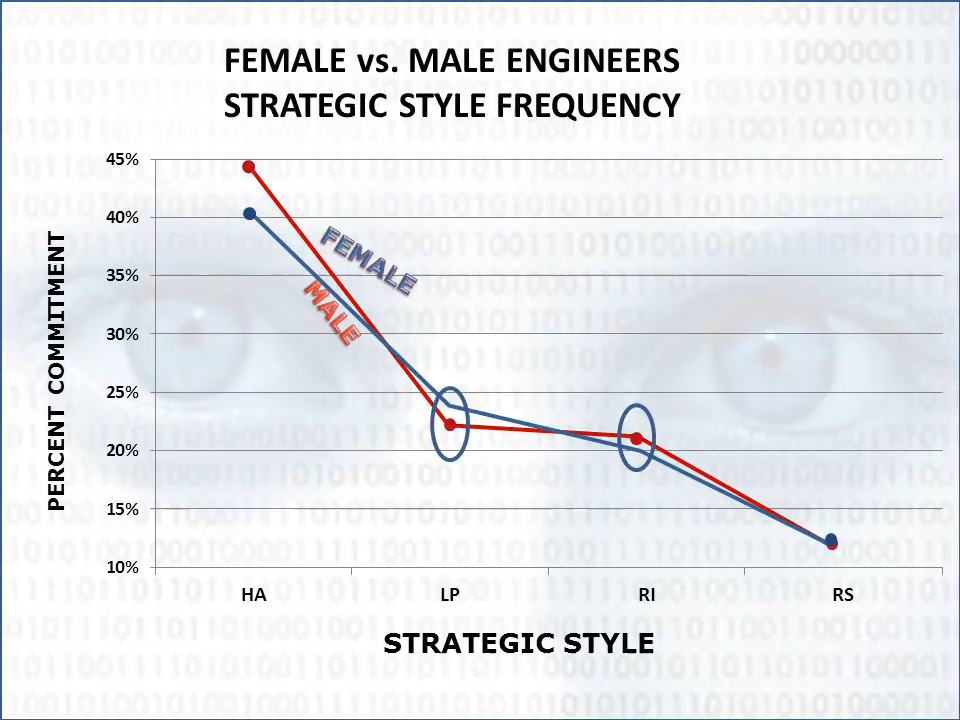 FEMALE vs. MALE ENGINEERS
STRATEGIC STYLE FREQUENCY
45%
40%
35%
30%
25%
20%
15%
10%
PERCENT COMMITMENT
FEMALE
MALE
HA LP RI RS
STRATEGIC STYLE